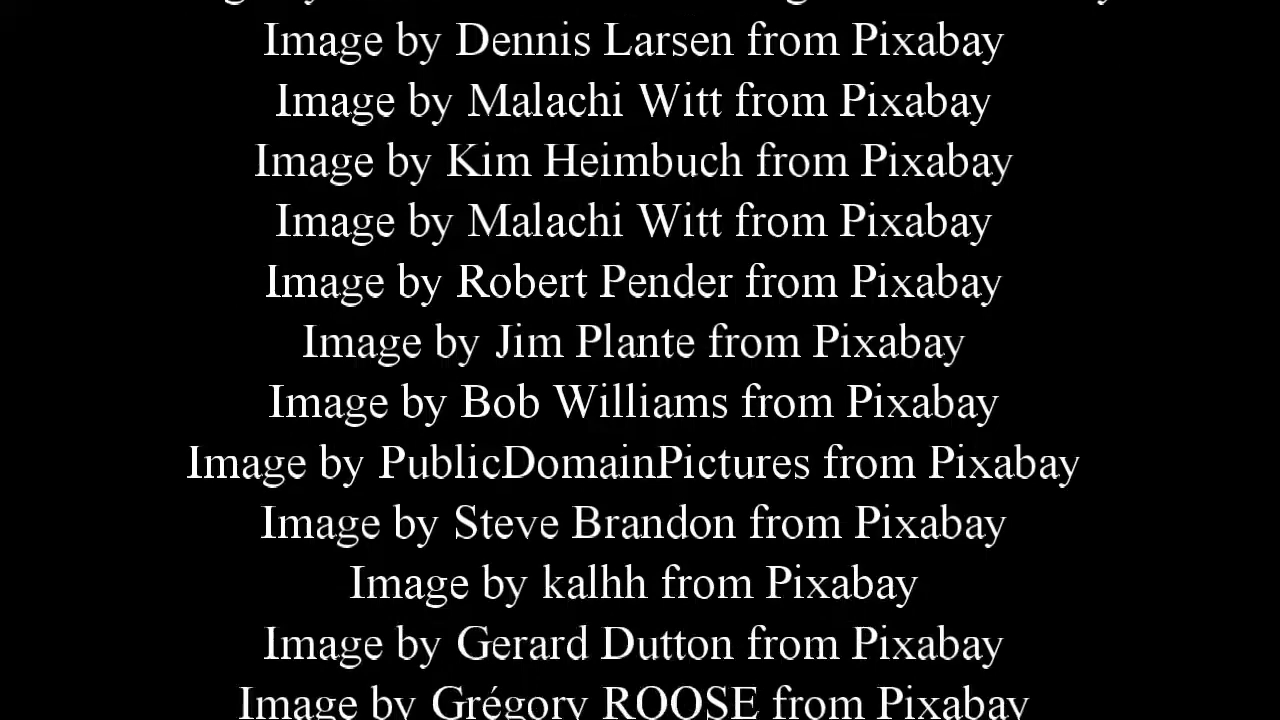 Image by Dennis Larsen from Pixabay
Image by Malachi Witt from Pixabay
Image by Kim Heimbuch from Pixabay
Image by Malachi Witt from Pixabay
Image by Robert Pender from Pixabay
Image by Jim Plante from Pixabay
Image by Bob Williams from Pixabay
Image by PublicDomainPictures from Pixabay
Image by Steve Brandon from Pixabay
Image by kalhh from Pixabay
Image by Gerard Dutton from Pixabay
Image by Grégory ROOSE from Pixabay